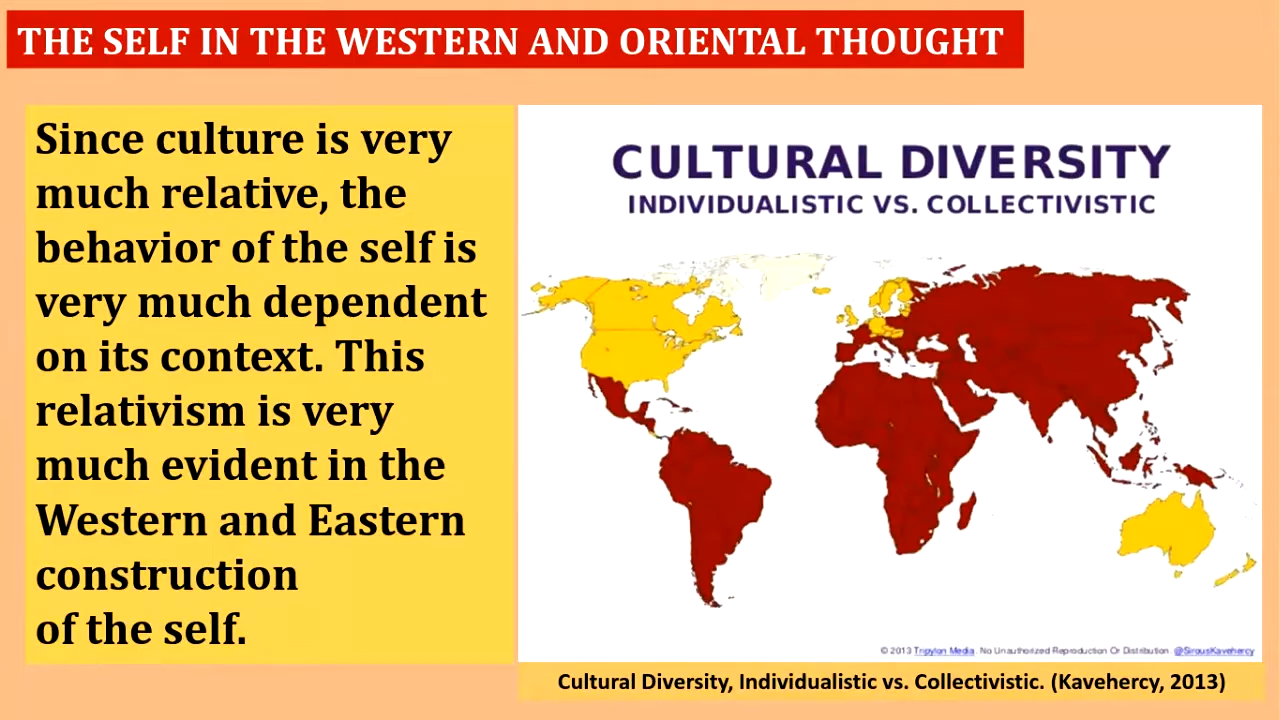 THE SELF IN THE WESTERN AND ORIENTAL THOUGHT
Since culture is very
much relative, the
behavior of the self is
very much dependent
on its context. This
relativism is very
much evident in the
Western and Eastern
construction
of the self.
CULTURAL DIVERSITY
INDIVIDUALISTIC VS. COLLECTIVISTIC
© 2013 Tripylon Media. No Unauthorized Reproduction Or Distribution. @SirousKavehercy
Cultural Diversity, Individualistic vs. Collectivistic. (Kavehercy, 2013)